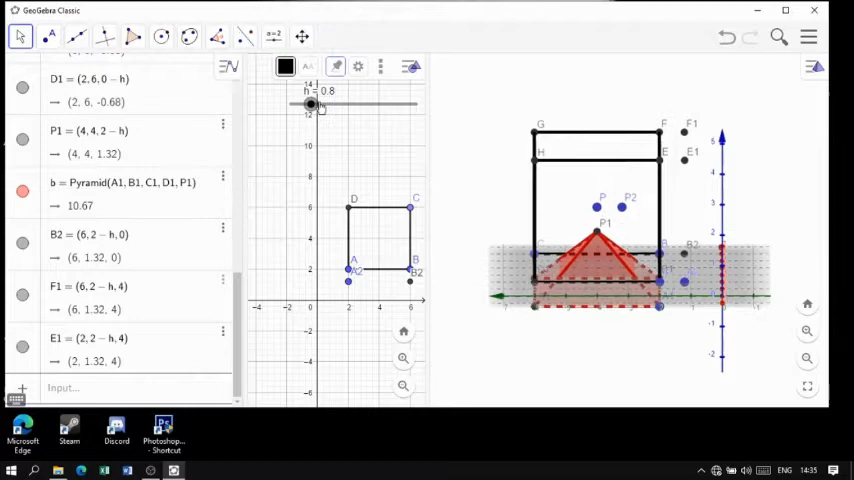 GeoGebra Classic
D1 = (2, 6, 0 − h)
→ (2, 6, -0.68)
P1 = (4, 4, 2 − h)
→ (4, 4, 1.32)
b = Pyramid(A1, B1, C1, D1, P1)
→ 10.67
B2 = (6, 2 − h, 0)
→ (6, 1.32, 0)
F1 = (6, 2 − h, 4)
→ (6, 1.32, 4)
E1 = (2, 2 − h, 4)
→ (2, 1.32, 4)
Input...
a=2
AA
h = 0.8
14
12
8
6
4
2
0
-4
-2
2
4
6
-2
-4
-6
D
C
A
A2
B
B2
G
F
F1
H
E
E1
P
P2
P1
B2
5
4
3
2
1
-1
-2
Microsoft
Edge
Steam
Discord
Photoshop...
- Shortcut
ENG
14:35